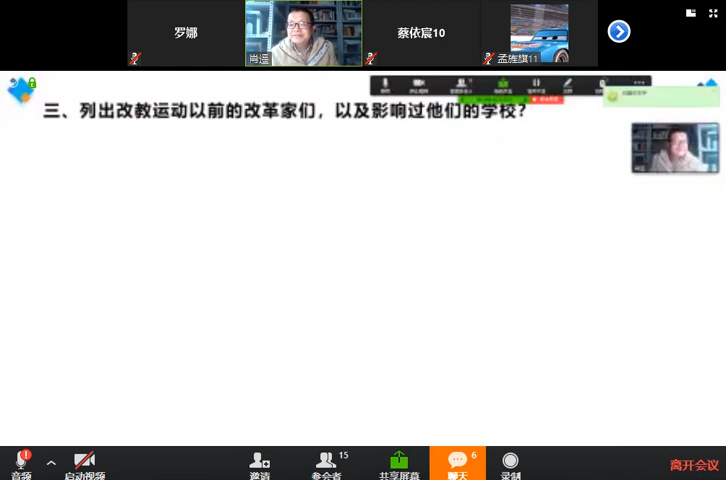 罗娜
肖遥
蔡依宸10
孟旌旗11
三、列出改教运动以前的改革家们，以及影响过他们的学校？
音频
启动视频
邀请
15
参会者
共享屏幕
6
聊天
录制
离开会议